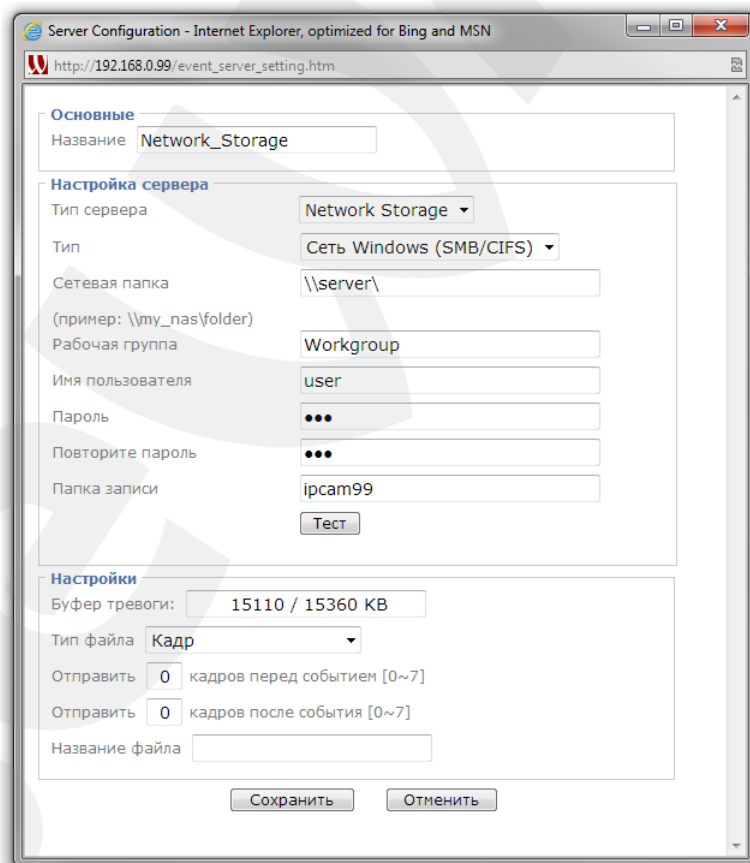 Server Configuration - Internet Explorer, optimized for Bing and MSN
http://192.168.0.99/event_server_setting.htm
Основные
Название Network_Storage
Настройка сервера
Тип сервера Network Storage
Тип Сеть Windows (SMB/CIFS)
Сетевая папка \\server\
(пример: \\my_nas\folder)
Рабочая группа Workgroup
Имя пользователя user
Пароль •••
Повторите пароль •••
Папка записи ipcam99
Тест
Настройки
Буфер тревоги: 15110 / 15360 KB
Тип файла Кадр
Отправить 0 кадров перед событием [0~7]
Отправить 0 кадров после события [0~7]
Название файла
Сохранить Отменить